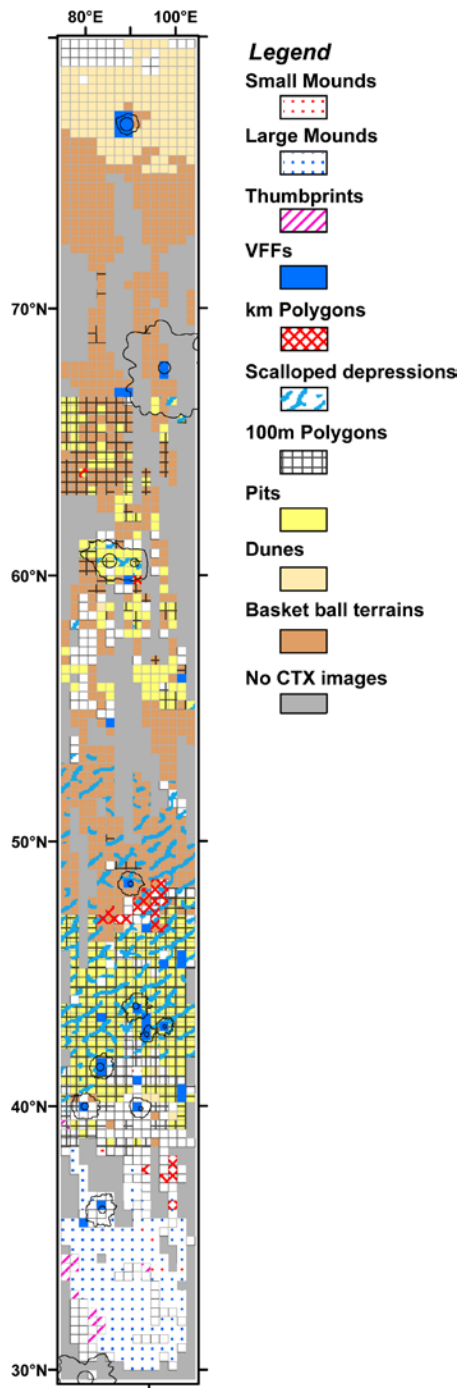 80°E 100°E
Legend
Small Mounds
Large Mounds
Thumbprints
VFFs
70°N
km Polygons
Scalloped depressions
100m Polygons
Pits
60°N
Dunes
Basket ball terrains
No CTX images
50°N
40°N
30°N